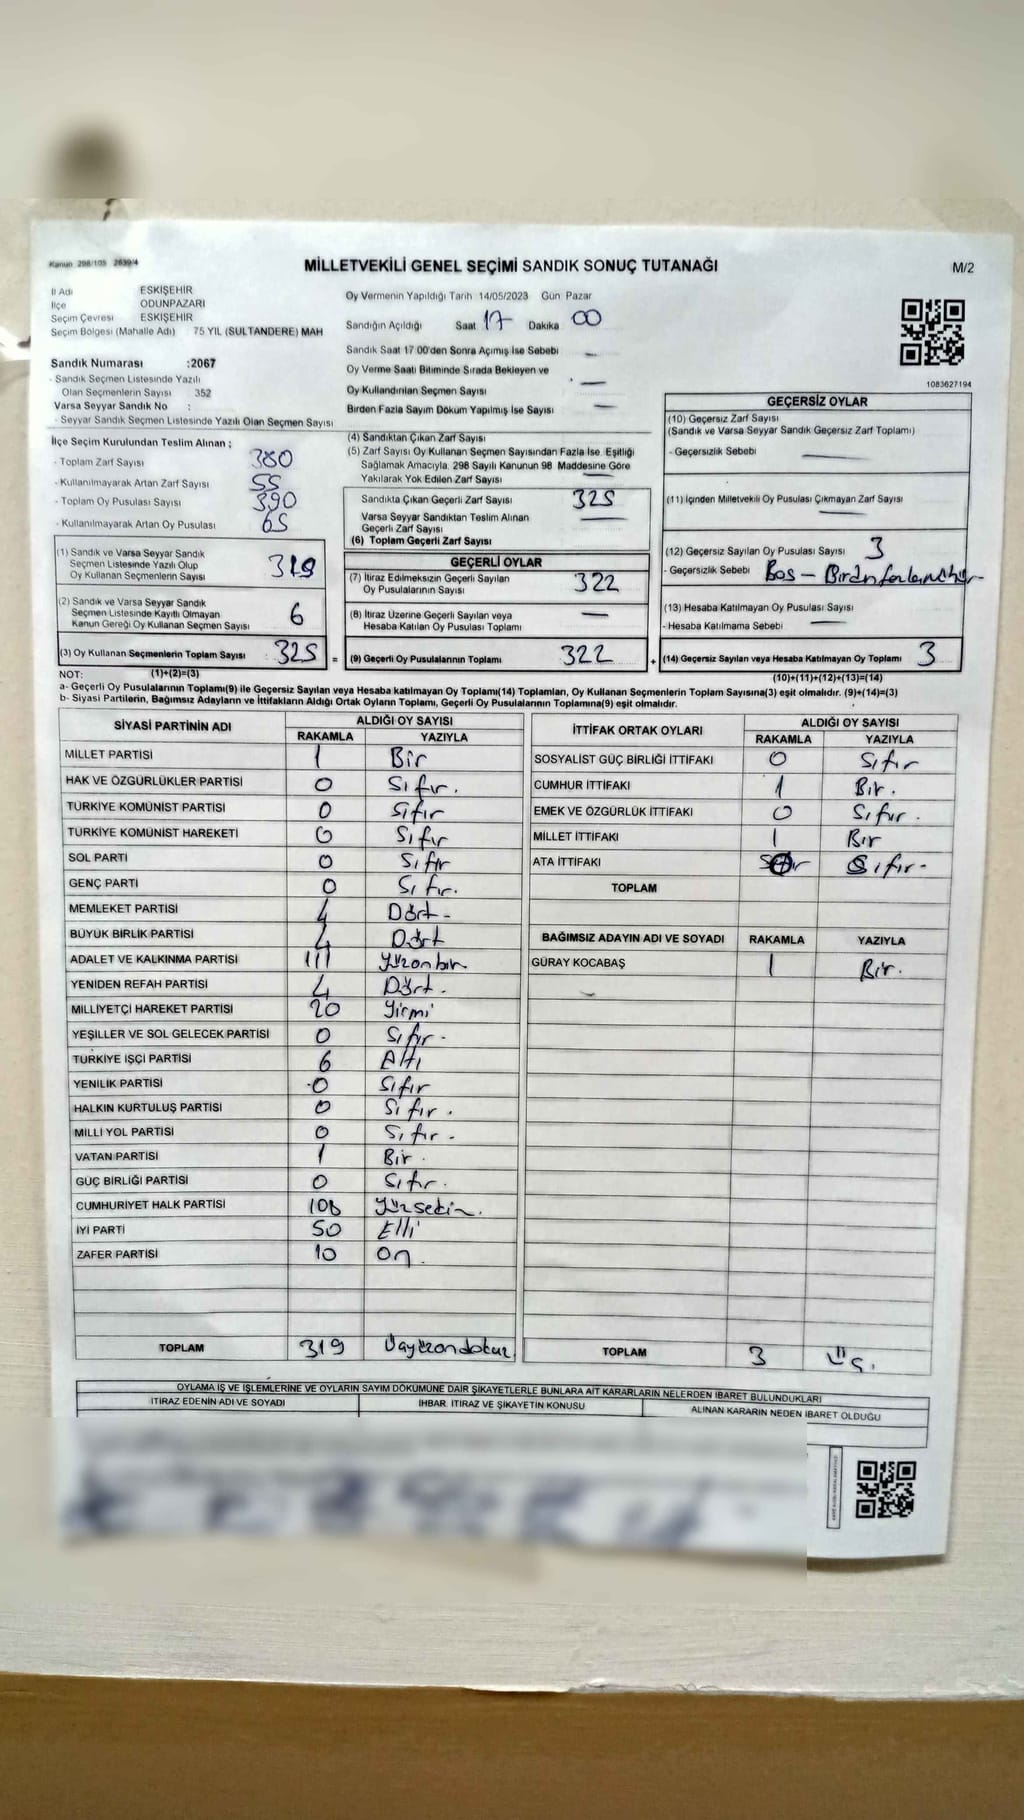 Kanun 298/105 2639/4
MİLLETVEKİLİ GENEL SEÇİMİ SANDIK SONUÇ TUTANAĞI
M/2
İl Adı ESKİŞEHİR
İlçe ODUNPAZARI
Seçim Çevresi ESKİŞEHİR
Seçim Bölgesi (Mahalle Adı) 75 YIL (SULTANDERE) MAH
Sandık Numarası :2067
- Sandık Seçmen Listesinde Yazılı
Olan Seçmenlerin Sayısı 352
Varsa Seyyar Sandık No :
- Seyyar Sandık Seçmen Listesinde Yazılı Olan Seçmen Sayısı
Oy Vermenin Yapıldığı Tarih 14/05/2023 Gün Pazar
Sandığın Açıldığı Saat 17 Dakika 00
Sandık Saat 17 00'den Sonra Açımış İse Sebebi —
Oy Verme Saati Bitiminde Sırada Bekleyen ve
Oy Kullandırılan Seçmen Sayısı —
Birden Fazla Sayım Döküm Yapılmış İse Sayısı —
1083627194
İlçe Seçim Kurulundan Teslim Alınan ;
- Toplam Zarf Sayısı 380
- Kullanılmayarak Artan Zarf Sayısı 55
- Toplam Oy Pusulası Sayısı 390
- Kullanılmayarak Artan Oy Pusulası 65
(1) Sandık ve Varsa Seyyar Sandık
Seçmen Listesinde Yazılı Olup
Oy Kullanan Seçmenlerin Sayısı 319
(2) Sandık ve Varsa Seyyar Sandık
Seçmen Listesinde Kayıtlı Olmayan
Kanun Gereği Oy Kullanan Seçmen Sayısı 6
(3) Oy Kullanan Seçmenlerin Toplam Sayısı : 325 =
(4) Sandıktan Çıkan Zarf Sayısı
(5) Zarf Sayısı Oy Kullanan Seçmen Sayısından Fazla İse, Eşitliği
Sağlamak Amacıyla, 298 Sayılı Kanunun 98 Maddesine Göre
Yakılarak Yok Edilen Zarf Sayısı —
Sandıkta Çıkan Geçerli Zarf Sayısı 325
Varsa Seyyar Sandıktan Teslim Alınan
Geçerli Zarf Sayısı —
(6) Toplam Geçerli Zarf Sayısı
GEÇERLİ OYLAR
(7) İtiraz Edilmeksizin Geçerli Sayılan
Oy Pusulalarının Sayısı 322
(8) İtiraz Üzerine Geçerli Sayılan veya
Hesaba Katılan Oy Pusulası Toplamı —
(9) Geçerli Oy Pusulalarının Toplamı 322 +
GEÇERSİZ OYLAR
(10) Geçersiz Zarf Sayısı
(Sandık ve Varsa Seyyar Sandık Geçersiz Zarf Toplamı)
- Geçersizlik Sebebi —
(11) İçinden Milletvekili Oy Pusulası Çıkmayan Zarf Sayısı —
(12) Geçersiz Sayılan Oy Pusulası Sayısı 3
- Geçersizlik Sebebi Bos -
(13) Hesaba Katılmayan Oy Pusulası Sayısı
- Hesaba Katılmama Sebebi —
(14) Geçersiz Sayılan veya Hesaba Katılmayan Oy Toplamı 3
NOT: (1)+(2)=(3) (10)+(11)+(12)+(13)=(14)
a- Geçerli Oy Pusulalarının Toplamı(9) ile Geçersiz Sayılan veya Hesaba katılmayan Oy Toplamı(14) Toplamları, Oy Kullanan Seçmenlerin Toplam Sayısına(3) eşit olmalıdır. (9)+(14)=(3)
b- Siyasi Partilerin, Bağımsız Adayların ve İttifakların Aldığı Ortak Oyların Toplamı, Geçerli Oy Pusulalarının Toplamına(9) eşit olmalıdır.
SİYASİ PARTİNİN ADI ALDIĞI OY SAYISI
RAKAMLA YAZIYLA
MİLLET PARTİSİ 1 Bir
HAK VE ÖZGÜRLÜKLER PARTİSİ 0 Sıfır.
TÜRKİYE KOMÜNİST PARTİSİ 0 Sıfır
TÜRKİYE KOMÜNİST HAREKETİ 0 Sıfır
SOL PARTİ 0 Sıfır
GENÇ PARTİ 0 Sıfır.
MEMLEKET PARTİSİ 4 Dört -
BÜYÜK BİRLİK PARTİSİ 4 Dört
ADALET VE KALKINMA PARTİSİ 111 Yüzonbir
YENİDEN REFAH PARTİSİ 4 Dört.
MİLLİYETÇİ HAREKET PARTİSİ 20 Yirmi
YEŞİLLER VE SOL GELECEK PARTİSİ 0 Sıfır -
TÜRKİYE İŞÇİ PARTİSİ 6 Altı
YENİLİK PARTİSİ 0 Sıfır
HALKIN KURTULUŞ PARTİSİ 0 Sıfır.
MİLLİ YOL PARTİSİ 0 Sıfır -
VATAN PARTİSİ 1 Bir.
GÜÇ BİRLİĞİ PARTİSİ 0 Sıfır.
CUMHURİYET HALK PARTİSİ 108 Yüzsekiz.
İYİ PARTİ 50 Elli
ZAFER PARTİSİ 10 On.
TOPLAM 319 Üçyüzondokuz
İTTİFAK ORTAK OYLARI ALDIĞI OY SAYISI
RAKAMLA YAZIYLA
SOSYALİST GÜÇ BİRLİĞİ İTTİFAKI 0 Sıfır
CUMHUR İTTİFAKI 1 Bir.
EMEK VE ÖZGÜRLÜK İTTİFAKI 0 Sıfır.
MİLLET İTTİFAKI 1 Bir
ATA İTTİFAKI 0 Sıfır-
TOPLAM
BAĞIMSIZ ADAYIN ADI VE SOYADI RAKAMLA YAZIYLA
GÜRAY KOCABAŞ 1 Bir.
TOPLAM 3 Üç.
OYLAMA İŞ VE İŞLEMLERİNE VE OYLARIN SAYIM DÖKÜMÜNE DAİR ŞİKAYETLERLE BUNLARA AİT KARARLARIN NELERDEN İBARET BULUNDUKLARI
İTİRAZ EDENİN ADI VE SOYADI İHBAR, İTİRAZ VE ŞİKAYETİN KONUSU ALINAN KARARIN NEDEN İBARET OLDUĞU